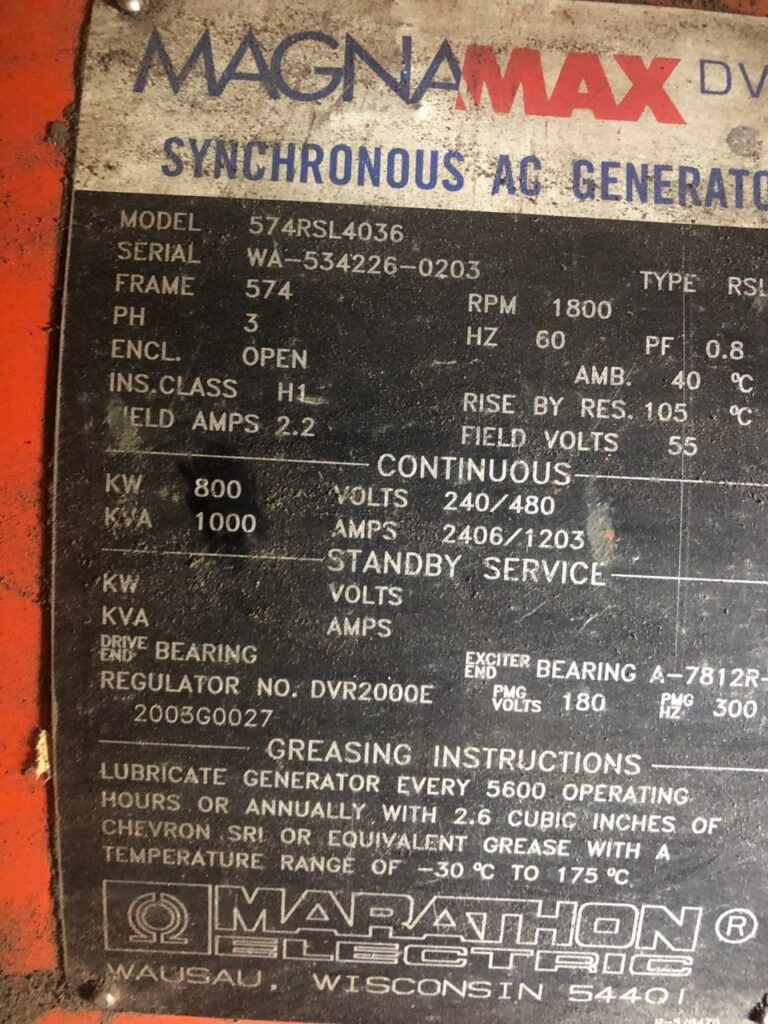 MAGNAMAX DV
SYNCHRONOUS AC GENERATO
MODEL 574RSL4036
SERIAL WA-534226-0203 TYPE RSL
FRAME 574 RPM 1800
PH 3 HZ 60 PF 0.8
ENCL. OPEN AMB. 40 °C
INS.CLASS H1 RISE BY RES. 105 °C
FIELD AMPS 2.2 FIELD VOLTS 55
CONTINUOUS
KW 800 VOLTS 240/480
KVA 1000 AMPS 2406/1203
STANDBY SERVICE
KW VOLTS
KVA AMPS
DRIVE END BEARING EXCITER END BEARING A-7812R-
REGULATOR NO. DVR2000E PMG VOLTS 180 PMG HZ 300
2003G0027
GREASING INSTRUCTIONS
LUBRICATE GENERATOR EVERY 5600 OPERATING
HOURS OR ANNUALLY WITH 2.6 CUBIC INCHES OF
CHEVRON SRI OR EQUIVALENT GREASE WITH A
TEMPERATURE RANGE OF -30 °C TO 175 °C
MARATHON ®
ELECTRIC
WAUSAU, WISCONSIN 54401